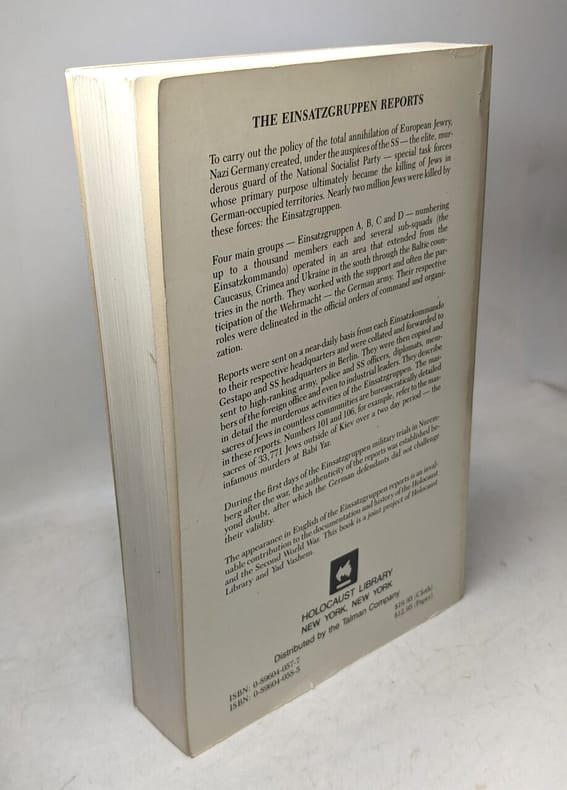 THE EINSATZGRUPPEN REPORTS
To carry out the policy of the total annihilation of European Jewry,
Nazi Germany created, under the auspices of the SS — the elite, mur-
derous guard of the National Socialist Party — special task forces
whose primary purpose ultimately became the killing of Jews in
German-occupied territories. Nearly two million Jews were killed by
these forces: the Einsatzgruppen.
Four main groups — Einsatzgruppen A, B, C and D — numbering
up to a thousand members each and several sub-squads (the
Einsatzkommando) operated in an area that extended from the
Caucasus, Crimea and Ukraine in the south through the Baltic coun-
tries in the north. They worked with the support and often the par-
ticipation of the Wehrmacht — the German army. Their respective
roles were delineated in the official orders of command and organi-
zation.
Reports were sent on a near-daily basis from each Einsatzkommando
to their respective headquarters and were collated and forwarded to
Gestapo and SS headquarters in Berlin. They were then copied and
sent to high-ranking army, police and SS officers, diplomats, mem-
bers of the foreign office and even to industrial leaders. They describe
in detail the murderous activities of the Einsatzgruppen. The mas-
sacres of Jews in countless communities are bureaucratically detailed
in these reports. Numbers 101 and 106, for example, refer to the mas-
sacres of 33,771 Jews outside of Kiev over a two day period — the
infamous murders at Babi Yar.
During the first days of the Einsatzgruppen military trials in Nurem-
berg after the war, the authenticity of the reports was established be-
yond doubt, after which the German defendants did not challenge
their validity.
The appearance in English of the Einsatzgruppen reports is an inval-
uable contribution to the documentation and history of the Holocaust
and the Second World War. This book is a joint project of Holocaust
Library and Yad Vashem.
HOLOCAUST LIBRARY
NEW YORK, NEW YORK
Distributed by the Talman Company
ISBN: 0-89604-057-7 $19.95 (Cloth)
ISBN: 0-89604-058-5 $12.95 (Paper)